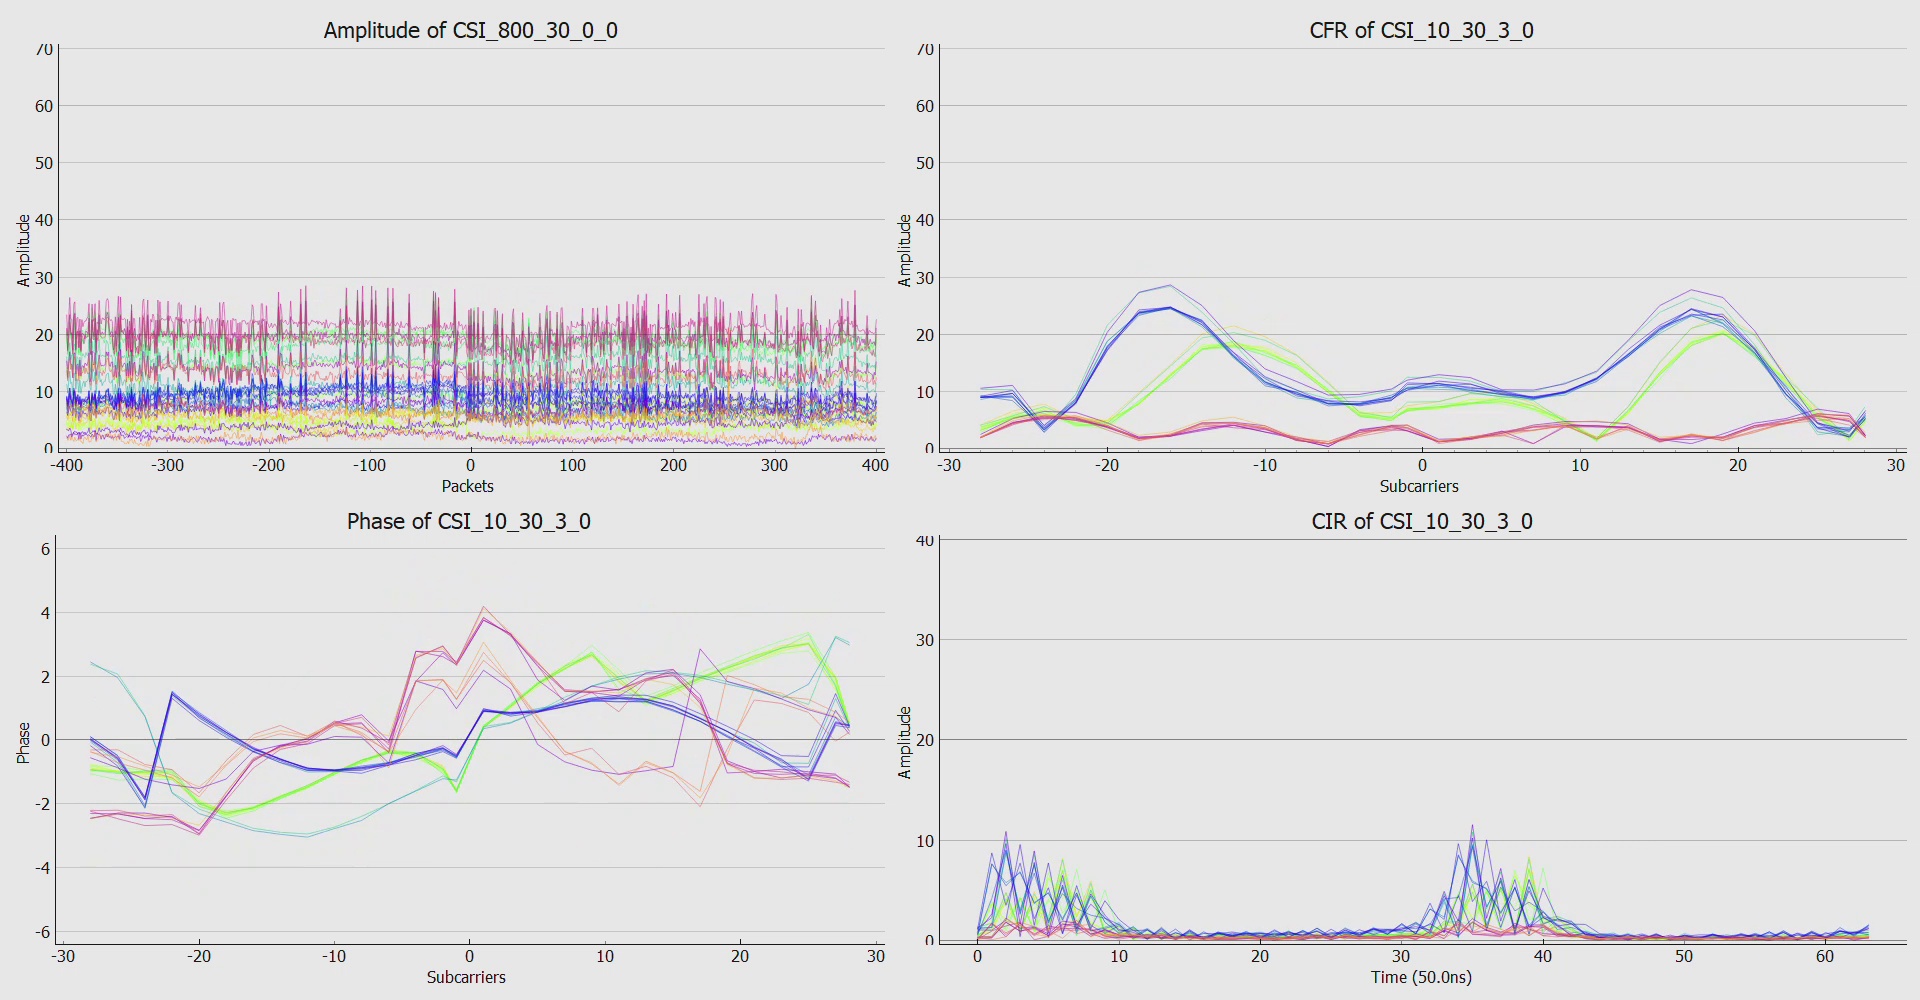 Amplitude of CSI_800_30_0_0
70
60
50
40
30
20
10
0
Amplitude
-400 -300 -200 -100 0 100 200 300 400
Packets
CFR of CSI_10_30_3_0
70
60
50
40
30
20
10
0
Amplitude
-30 -20 -10 0 10 20 30
Subcarriers
Phase of CSI_10_30_3_0
6
4
2
0
-2
-4
-6
Phase
-30 -20 -10 0 10 20 30
Subcarriers
CIR of CSI_10_30_3_0
40
30
20
10
0
Amplitude
0 10 20 30 40 50 60
Time (50.0ns)